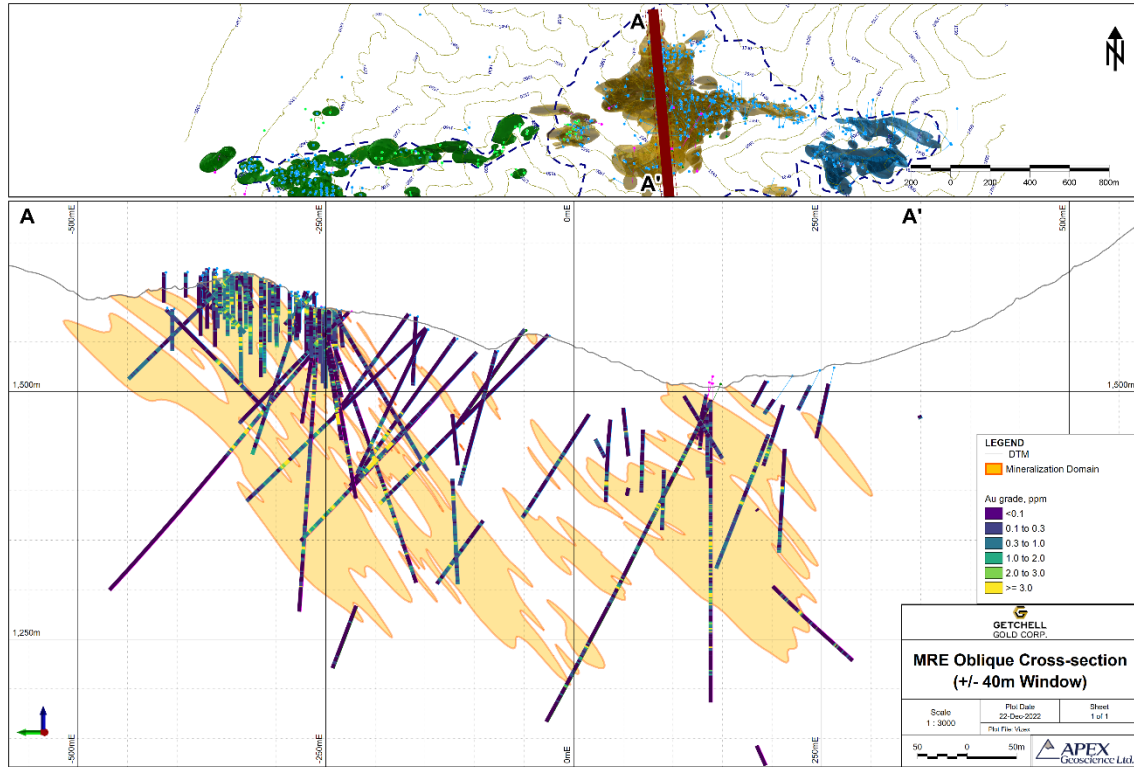 A
A'
N
200 0 200 400 600 800m
A
A'
-500mE
-250mE
0mE
250mE
500mE
1,500m
1,500m
1,250m
-500mE
-250mE
0mE
250mE
LEGEND
DTM
Mineralization Domain
Au grade, ppm
<0.1
0.1 to 0.3
0.3 to 1.0
1.0 to 2.0
2.0 to 3.0
>= 3.0
GETCHELL
GOLD CORP.
MRE Oblique Cross-section
(+/- 40m Window)
Scale
1 : 3000
Plot Date
22-Dec-2022
Sheet
1 of 1
Plot File: Vizex
50 0 50m
APEX
Geoscience Ltd.